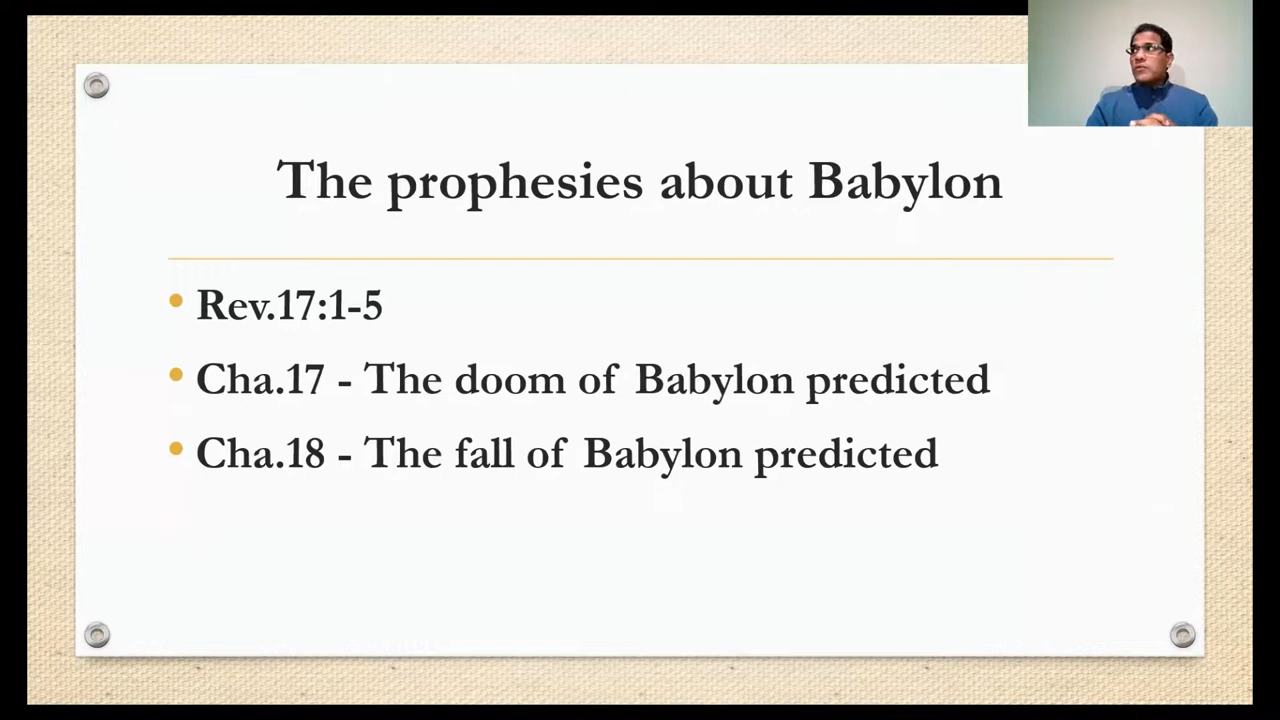 The prophesies about Babylon
Rev.17:1-5
Cha.17 - The doom of Babylon predicted
Cha.18 - The fall of Babylon predicted